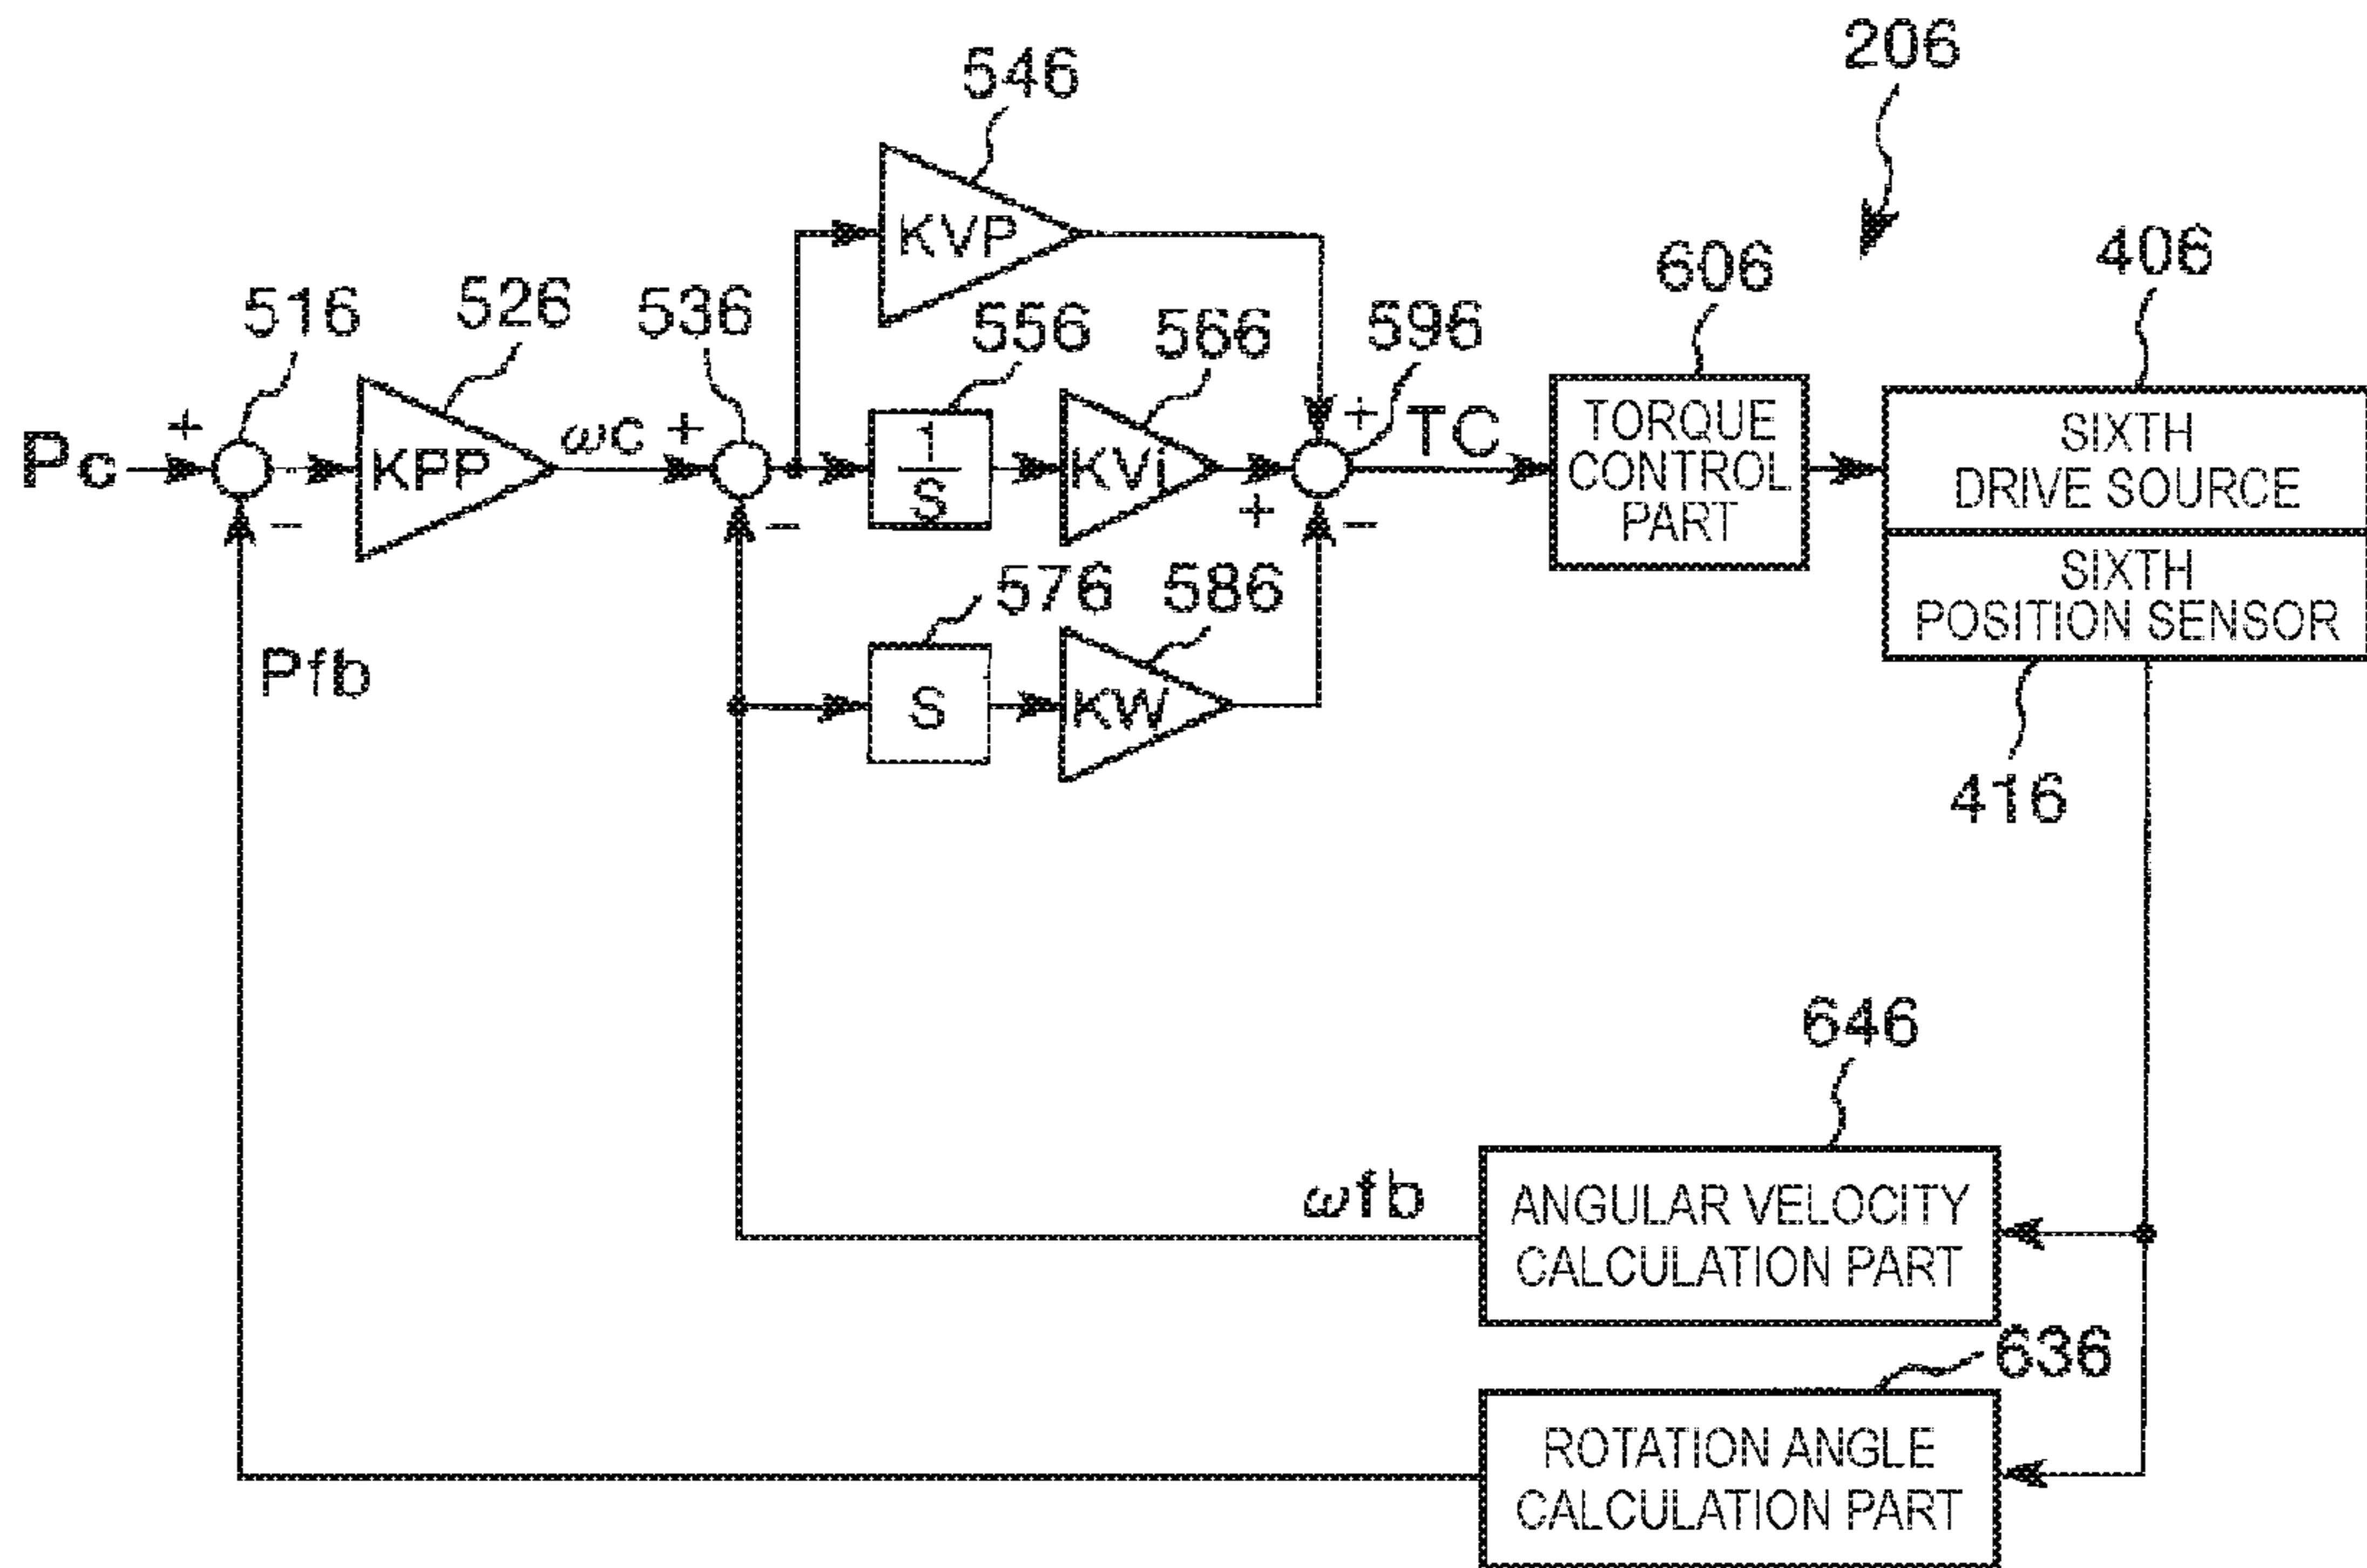 206
546
606
406
516
526
536
KVP
556
566
596
Pc
+
−
KPP
ωc
+
−
1
S
KVi
+
+
−
TC
TORQUE
CONTROL
PART
SIXTH
DRIVE SOURCE
SIXTH
POSITION SENSOR
576
586
Pfb
S
KW
416
646
ωfb
ANGULAR VELOCITY
CALCULATION PART
636
ROTATION ANGLE
CALCULATION PART